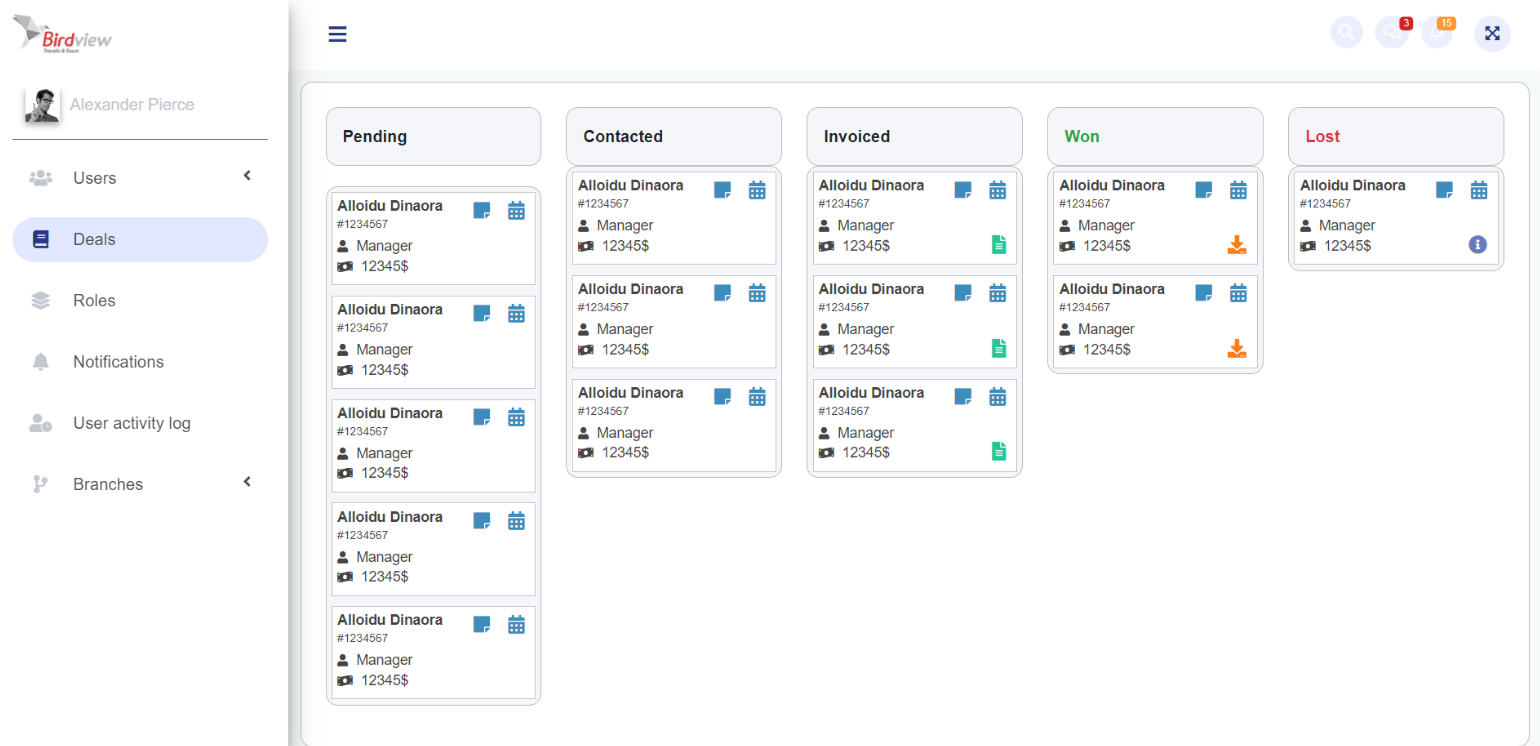 Birdview
Travels & Tours
Alexander Pierce
Users
Deals
Roles
Notifications
User activity log
Branches
3
15
Pending
Alloidu Dinaora
#1234567
Manager
12345$
Alloidu Dinaora
#1234567
Manager
12345$
Alloidu Dinaora
#1234567
Manager
12345$
Alloidu Dinaora
#1234567
Manager
12345$
Alloidu Dinaora
#1234567
Manager
12345$
Contacted
Alloidu Dinaora
#1234567
Manager
12345$
Alloidu Dinaora
#1234567
Manager
12345$
Alloidu Dinaora
#1234567
Manager
12345$
Invoiced
Alloidu Dinaora
#1234567
Manager
12345$
Alloidu Dinaora
#1234567
Manager
12345$
Alloidu Dinaora
#1234567
Manager
12345$
Won
Alloidu Dinaora
#1234567
Manager
12345$
Alloidu Dinaora
#1234567
Manager
12345$
Lost
Alloidu Dinaora
#1234567
Manager
12345$